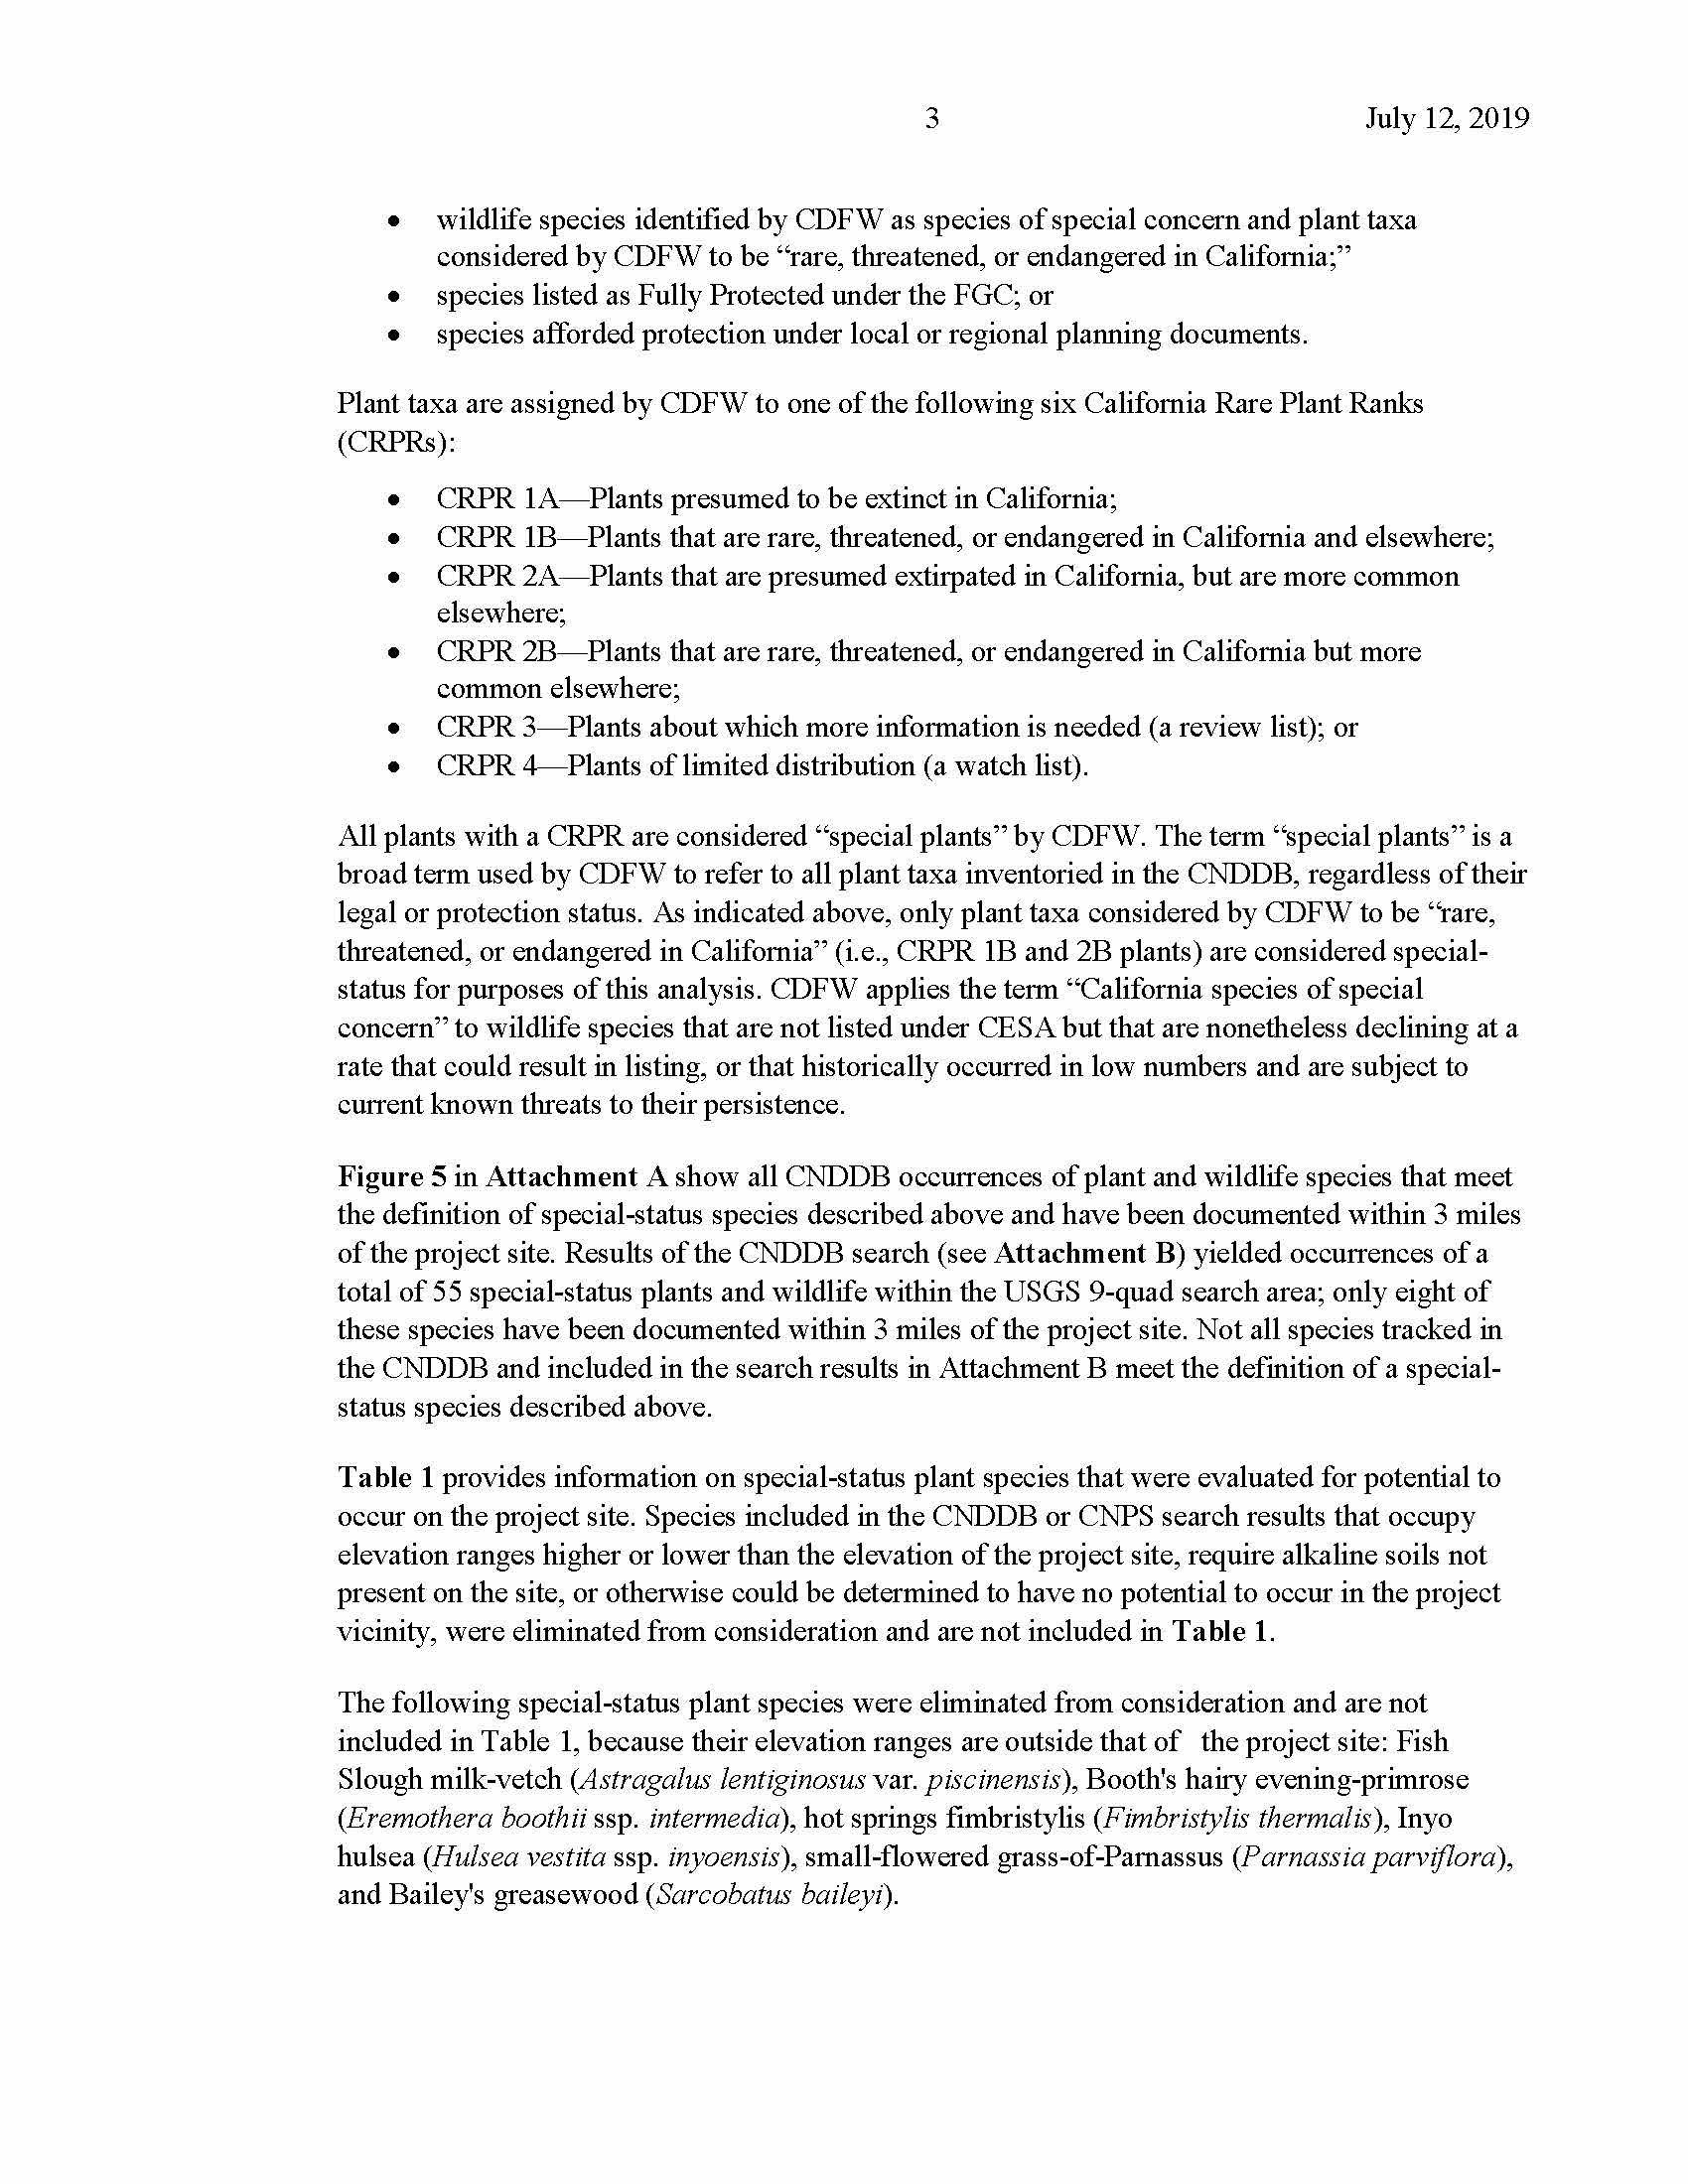 3 July 12, 2019
• wildlife species identified by CDFW as species of special concern and plant taxa
considered by CDFW to be “rare, threatened, or endangered in California;”
• species listed as Fully Protected under the FGC; or
• species afforded protection under local or regional planning documents.
Plant taxa are assigned by CDFW to one of the following six California Rare Plant Ranks
(CRPRs):
• CRPR 1A—Plants presumed to be extinct in California;
• CRPR 1B—Plants that are rare, threatened, or endangered in California and elsewhere;
• CRPR 2A—Plants that are presumed extirpated in California, but are more common
elsewhere;
• CRPR 2B—Plants that are rare, threatened, or endangered in California but more
common elsewhere;
• CRPR 3—Plants about which more information is needed (a review list); or
• CRPR 4—Plants of limited distribution (a watch list).
All plants with a CRPR are considered “special plants” by CDFW. The term “special plants” is a
broad term used by CDFW to refer to all plant taxa inventoried in the CNDDB, regardless of their
legal or protection status. As indicated above, only plant taxa considered by CDFW to be “rare,
threatened, or endangered in California” (i.e., CRPR 1B and 2B plants) are considered special-
status for purposes of this analysis. CDFW applies the term “California species of special
concern” to wildlife species that are not listed under CESA but that are nonetheless declining at a
rate that could result in listing, or that historically occurred in low numbers and are subject to
current known threats to their persistence.
Figure 5 in Attachment A show all CNDDB occurrences of plant and wildlife species that meet
the definition of special-status species described above and have been documented within 3 miles
of the project site. Results of the CNDDB search (see Attachment B) yielded occurrences of a
total of 55 special-status plants and wildlife within the USGS 9-quad search area; only eight of
these species have been documented within 3 miles of the project site. Not all species tracked in
the CNDDB and included in the search results in Attachment B meet the definition of a special-
status species described above.
Table 1 provides information on special-status plant species that were evaluated for potential to
occur on the project site. Species included in the CNDDB or CNPS search results that occupy
elevation ranges higher or lower than the elevation of the project site, require alkaline soils not
present on the site, or otherwise could be determined to have no potential to occur in the project
vicinity, were eliminated from consideration and are not included in Table 1.
The following special-status plant species were eliminated from consideration and are not
included in Table 1, because their elevation ranges are outside that of the project site: Fish
Slough milk-vetch (Astragalus lentiginosus var. piscinensis), Booth's hairy evening-primrose
(Eremothera boothii ssp. intermedia), hot springs fimbristylis (Fimbristylis thermalis), Inyo
hulsea (Hulsea vestita ssp. inyoensis), small-flowered grass-of-Parnassus (Parnassia parviflora),
and Bailey's greasewood (Sarcobatus baileyi).